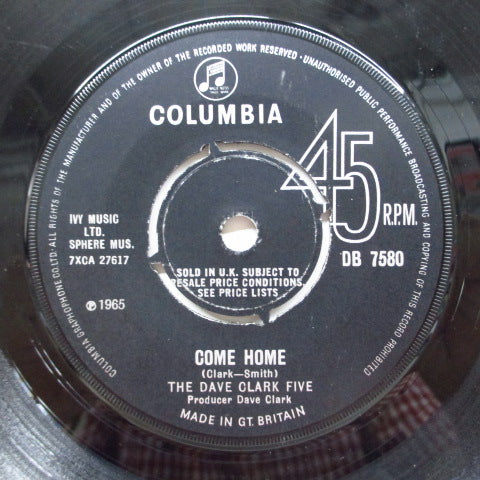 COLUMBIA GRAPHOPHONE CO. LTD. ALL RIGHTS OF THE MANUFACTURER AND OF THE OWNER OF THE RECORDED WORK RESERVED · UNAUTHORISED PUBLIC PERFORMANCE BROADCASTING AND COPYING OF THIS RECORD PROHIBITED
COLUMBIA
45
R.P.M.
IVY MUSIC
LTD.
SPHERE MUS.
7XCA 27617
DB 7580
SOLD IN U.K. SUBJECT TO
RESALE PRICE CONDITIONS,
SEE PRICE LISTS
℗ 1965
COME HOME
(Clark—Smith)
THE DAVE CLARK FIVE
Producer Dave Clark
MADE IN GT. BRITAIN